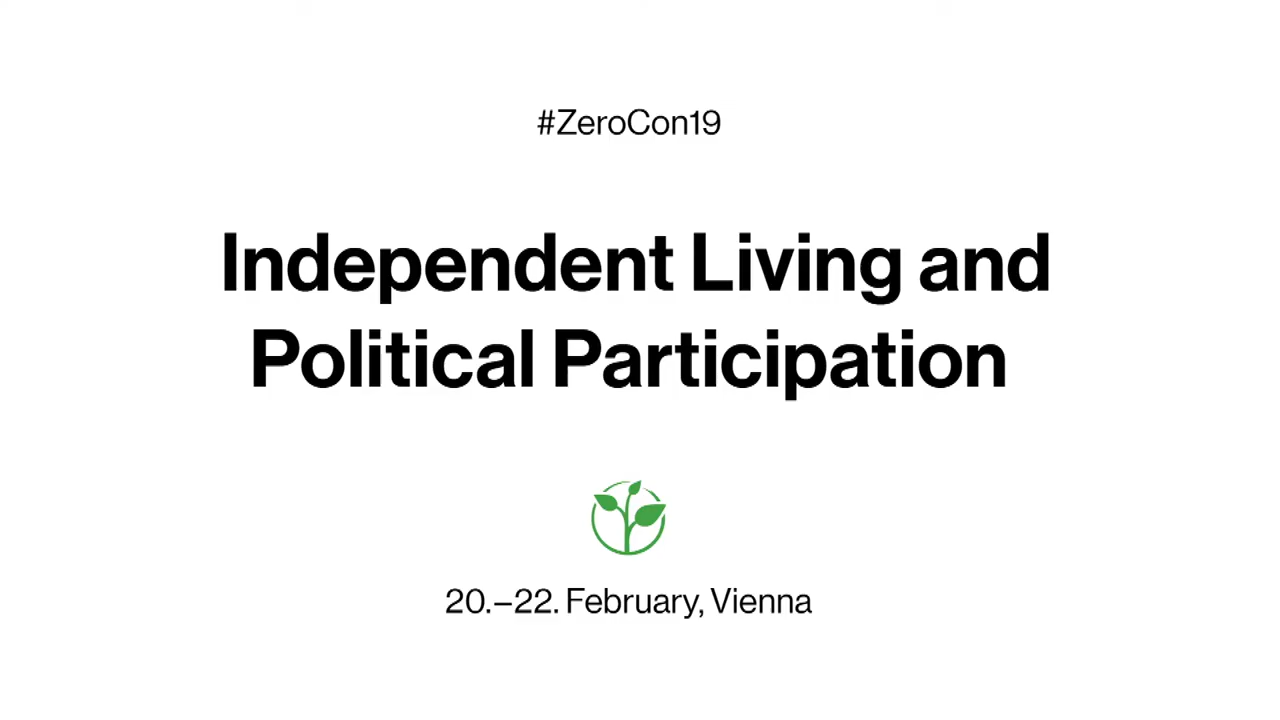 #ZeroCon19
Independent Living and
Political Participation
20.–22. February, Vienna